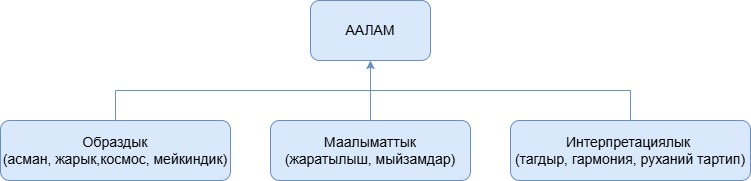 ААЛАМ
Образдык
(асман, жарык,космос, мейкиндик)
Маалыматтык
(жаратылыш, мыйзамдар)
Интерпретациялык
(тагдыр, гармония, руханий тартип)